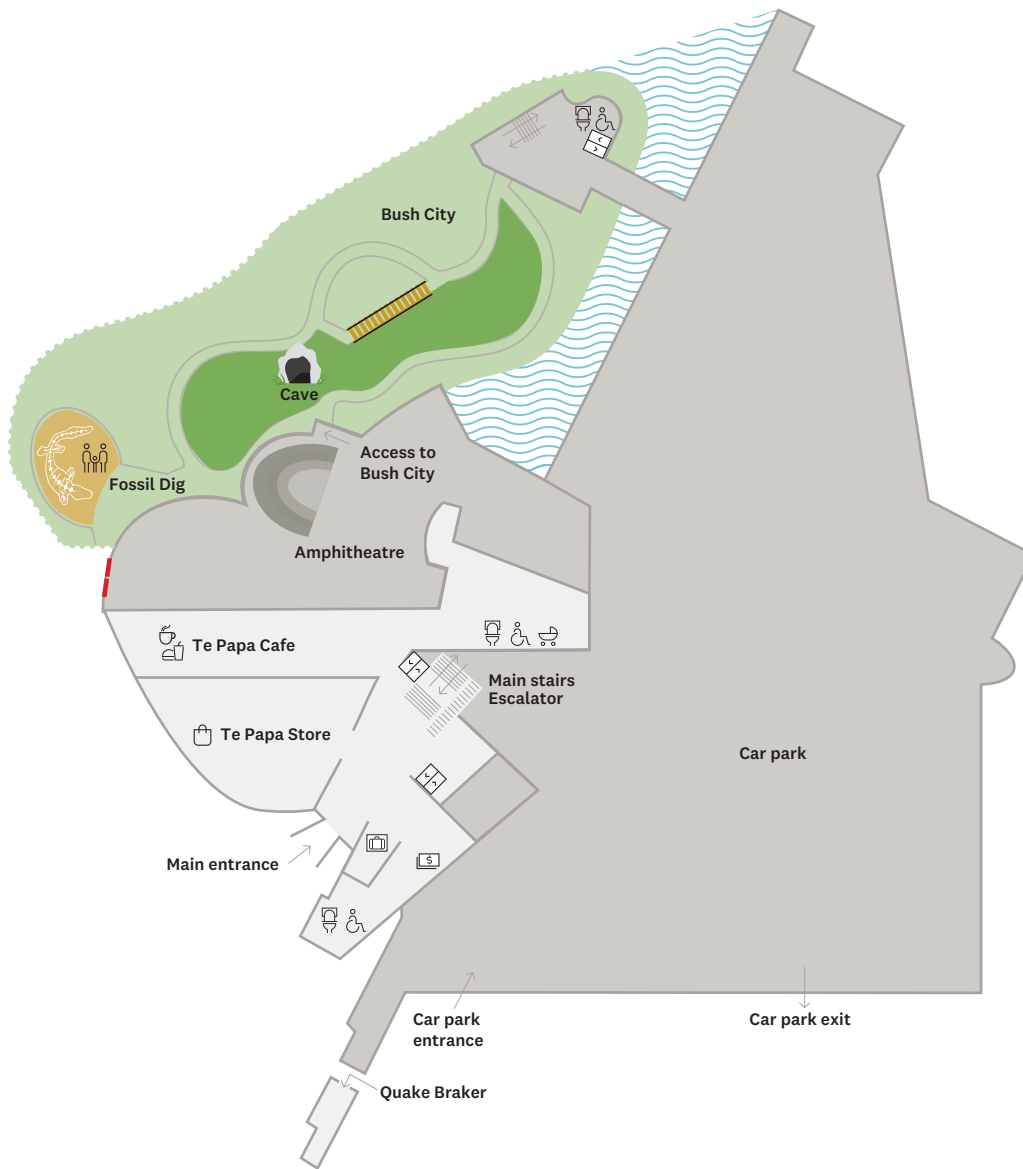 Bush City
Cave
Access to
Bush City
Fossil Dig
Amphitheatre
Te Papa Cafe
Main stairs
Escalator
Te Papa Store
Car park
$
Main entrance
Car park
entrance
Car park exit
Quake Braker